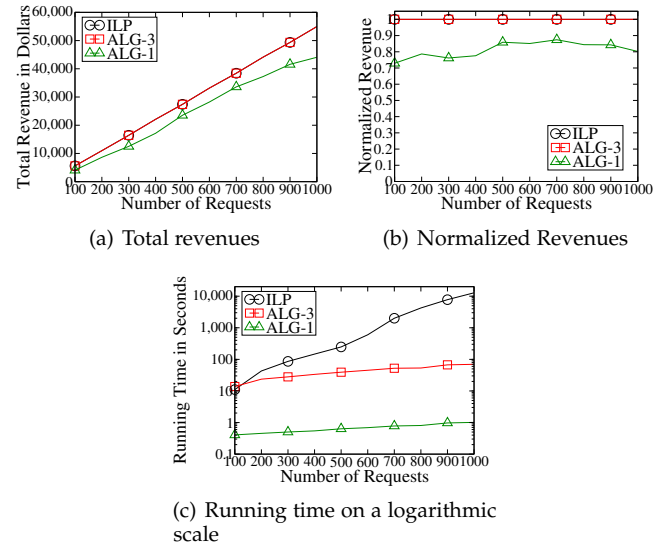 Total Revenue in Dollars
60,000
50,000
40,000
30,000
20,000
10,000
0
ILP
ALG-3
ALG-1
100 200 300 400 500 600 700 800 900 1000
Number of Requests
(a) Total revenues
Normalized Revenue
1
0.9
0.8
0.7
0.6
0.5
0.4
0.3
0.2
0.1
0
ILP
ALG-3
ALG-1
100 200 300 400 500 600 700 800 900 1000
Number of Requests
(b) Normalized Revenues
Running Time in Seconds
10,000
1,000
100
10
1
0.1
ILP
ALG-3
ALG-1
100 200 300 400 500 600 700 800 900 1000
Number of Requests
(c) Running time on a logarithmic
scale